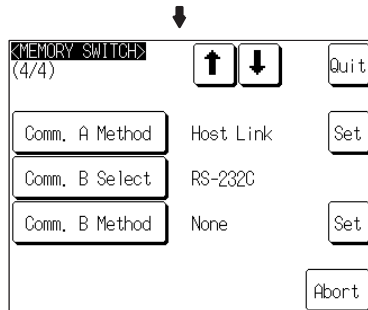 <MEMORY SWITCH>
(4/4) Quit
Comm. A Method Host Link Set
Comm. B Select RS-232C
Comm. B Method None Set
Abort